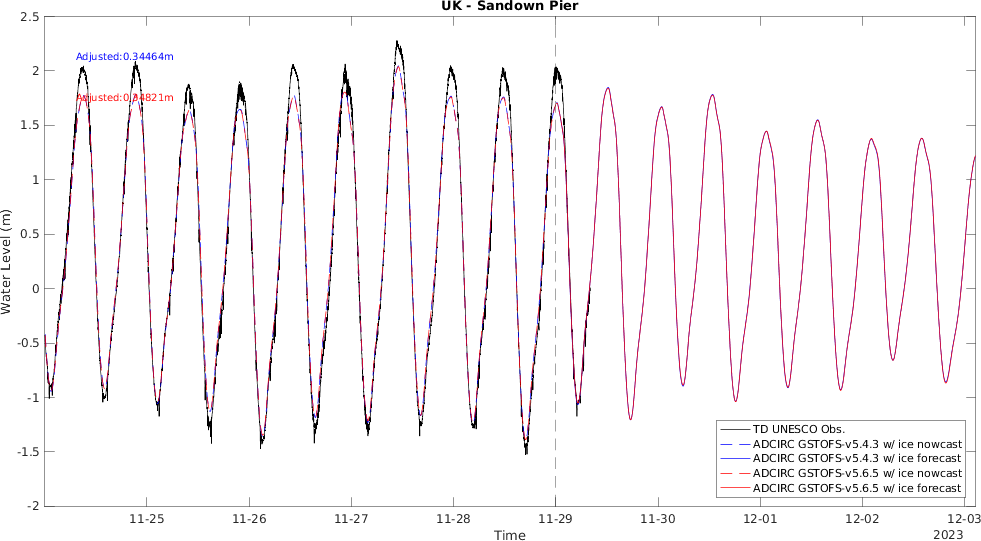 UK - Sandown Pier
2.5
2
1.5
1
0.5
0
-0.5
-1
-1.5
-2
Water Level (m)
Adjusted:0.34464m
Adjusted:0.34821m
TD UNESCO Obs.
ADCIRC GSTOFS-v5.4.3 w/ ice nowcast
ADCIRC GSTOFS-v5.4.3 w/ ice forecast
ADCIRC GSTOFS-v5.6.5 w/ ice nowcast
ADCIRC GSTOFS-v5.6.5 w/ ice forecast
11-25 11-26 11-27 11-28 11-29 11-30 12-01 12-02 12-03
Time
2023